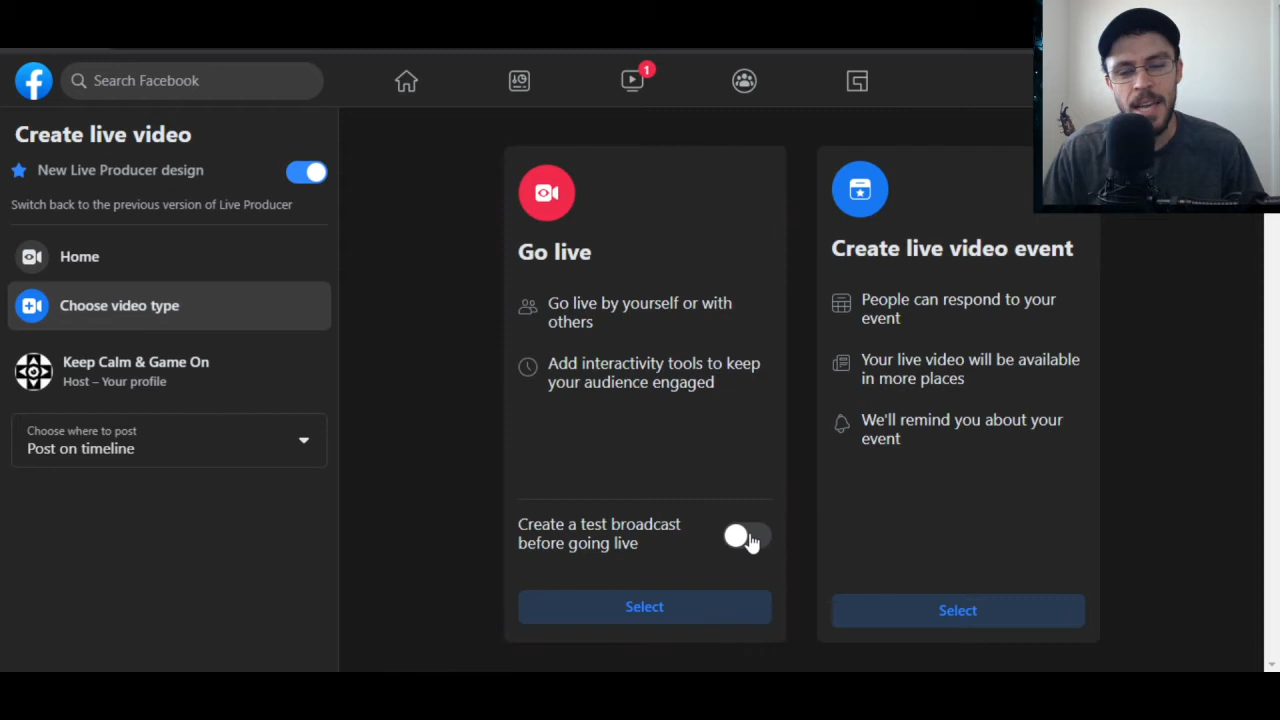 Search Facebook
1
Create live video
New Live Producer design
Switch back to the previous version of Live Producer
Home
Choose video type
Keep Calm & Game On
Host – Your profile
Choose where to post
Post on timeline
Go live
Go live by yourself or with
others
Add interactivity tools to keep
your audience engaged
Create a test broadcast
before going live
Select
Create live video event
People can respond to your
event
Your live video will be available
in more places
We'll remind you about your
event
Select